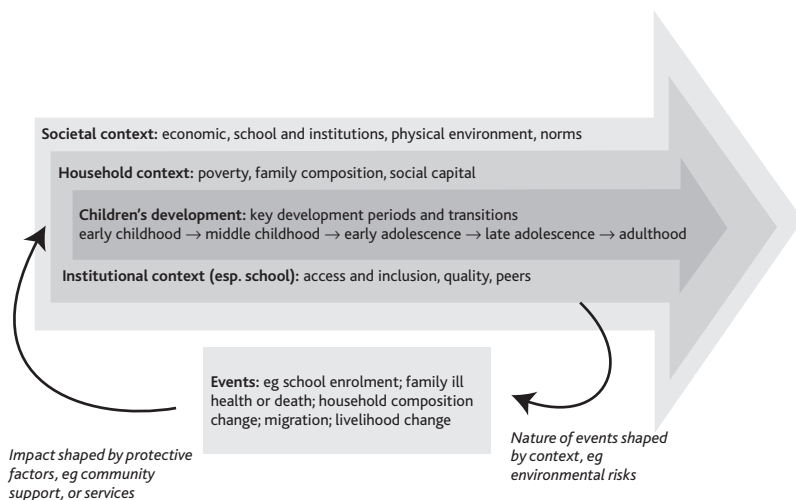 Societal context: economic, school and institutions, physical environment, norms
Household context: poverty, family composition, social capital
Children's development: key development periods and transitions
early childhood → middle childhood → early adolescence → late adolescence → adulthood
Institutional context (esp. school): access and inclusion, quality, peers
Events: eg school enrolment; family ill
health or death; household composition
change; migration; livelihood change
Impact shaped by protective
factors, eg community
support, or services
Nature of events shaped
by context, eg
environmental risks